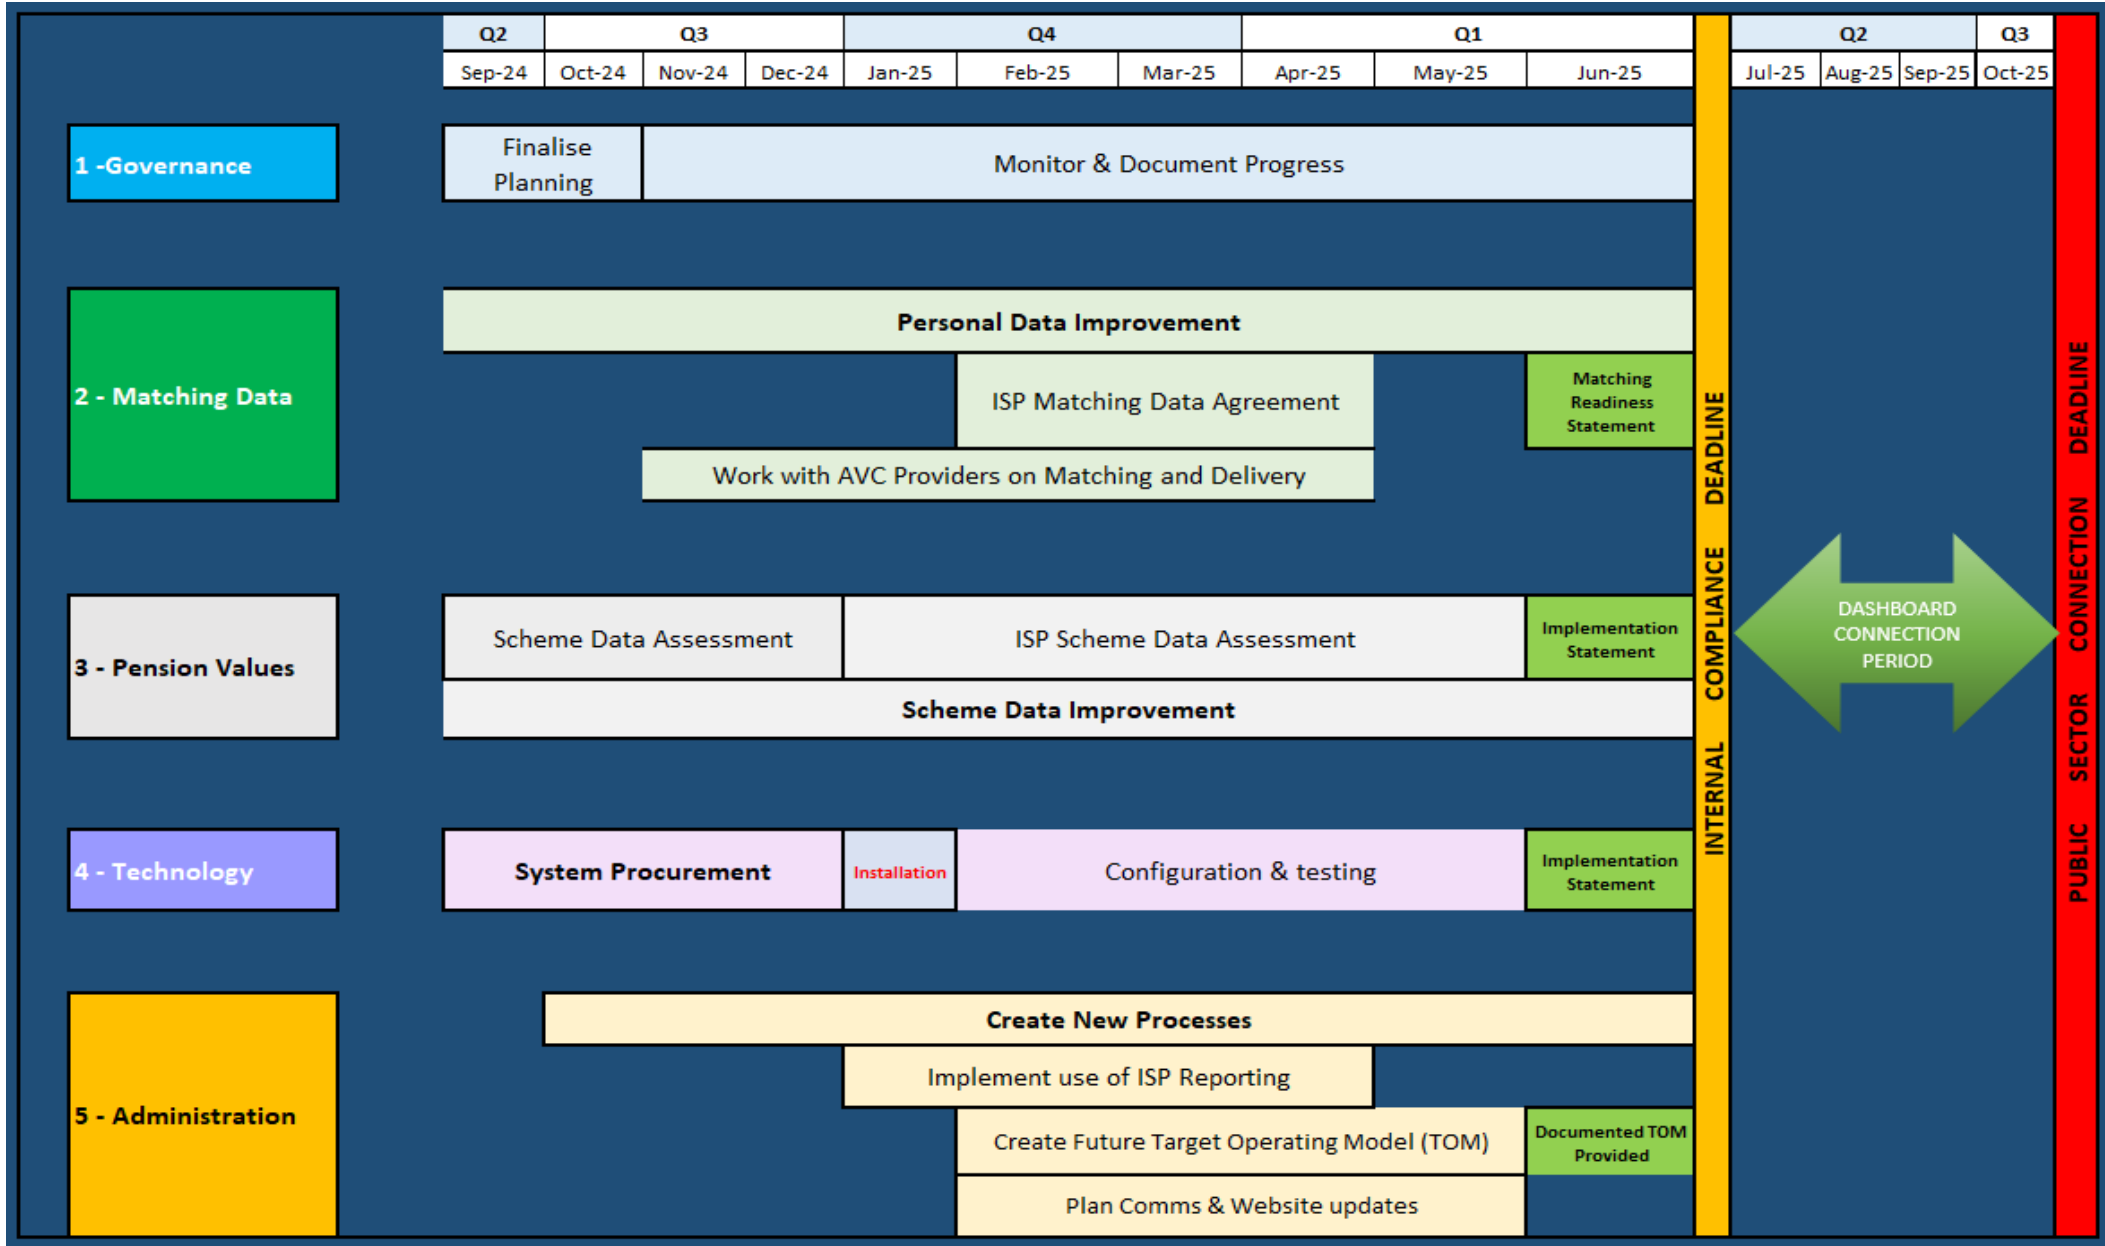 Q2 Q3 Q4 Q1 Q2 Q3
Sep-24 Oct-24 Nov-24 Dec-24 Jan-25 Feb-25 Mar-25 Apr-25 May-25 Jun-25 Jul-25 Aug-25 Sep-25 Oct-25
1 -Governance
Finalise
Planning
Monitor & Document Progress
2 - Matching Data
Personal Data Improvement
ISP Matching Data Agreement
Matching
Readiness
Statement
Work with AVC Providers on Matching and Delivery
3 - Pension Values
Scheme Data Assessment
ISP Scheme Data Assessment
Implementation
Statement
Scheme Data Improvement
4 - Technology
System Procurement
Installation
Configuration & testing
Implementation
Statement
5 - Administration
Create New Processes
Implement use of ISP Reporting
Create Future Target Operating Model (TOM)
Documented TOM
Provided
Plan Comms & Website updates
INTERNAL COMPLIANCE DEADLINE
DASHBOARD
CONNECTION
PERIOD
PUBLIC SECTOR CONNECTION DEADLINE